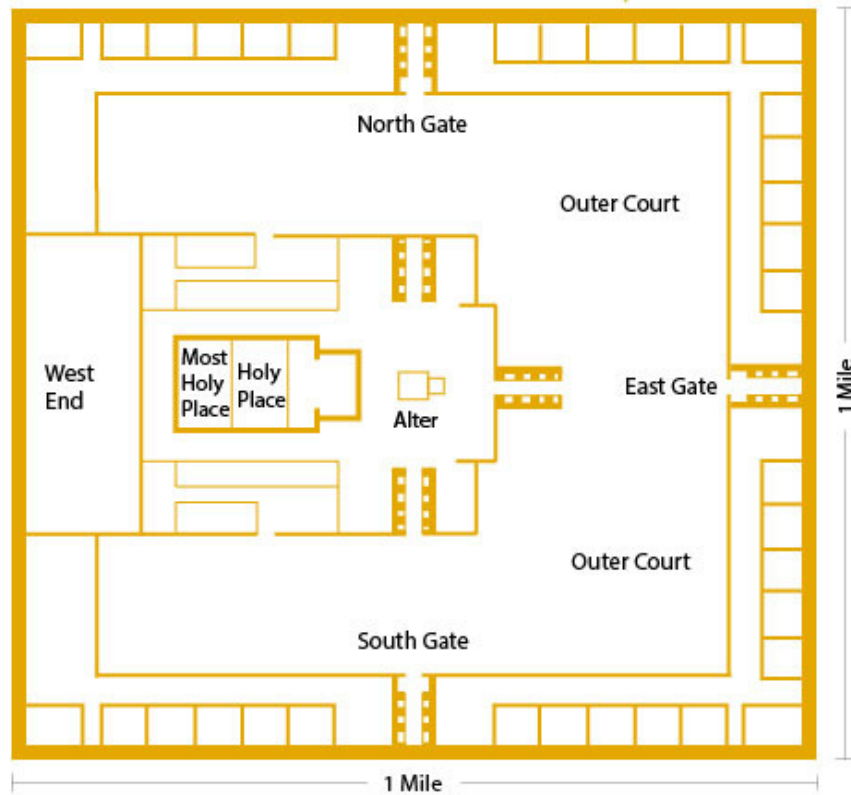 North Gate
Outer Court
West
End
Most
Holy
Place
Holy
Place
Alter
East Gate
1 Mile
Outer Court
South Gate
1 Mile